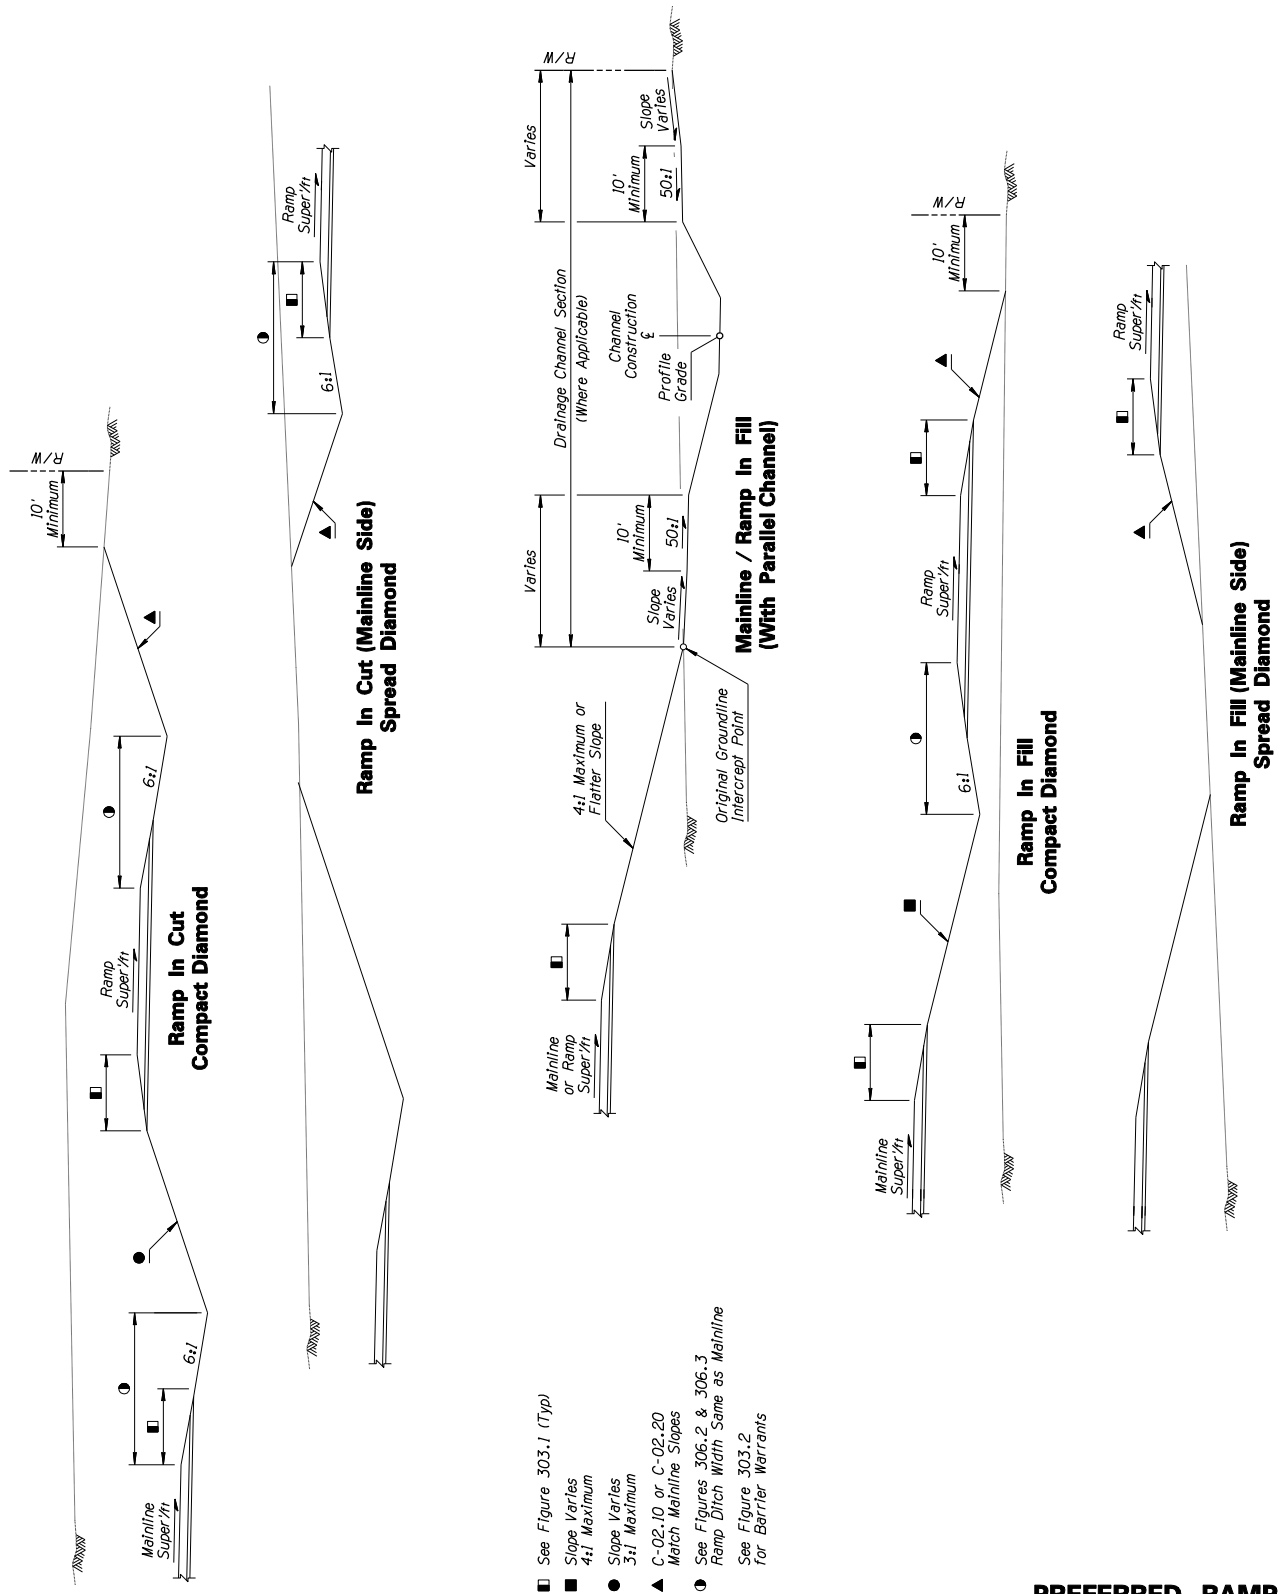 R/W
10'
Minimum
6:1
Ramp
Super'/ft
Mainline
Super'/ft
6:1
Ramp In Cut
Compact Diamond
Ramp
Super'/ft
6:1
Ramp In Cut (Mainline Side)
Spread Diamond
R/W
Varies
Drainage Channel Section
(Where Applicable)
Varies
Slope
Varies
10'
Minimum
50:1
Channel
Construction
℄
Profile
Grade
10'
Minimum
50:1
Slope
Varies
4:1 Maximum or
Flatter Slope
Original Groundline
Intercept Point
Mainline
or Ramp
Super'/ft
Mainline / Ramp In Fill
(With Parallel Channel)
R/W
10'
Minimum
Ramp
Super'/ft
6:1
Mainline
Super'/ft
Ramp In Fill
Compact Diamond
Ramp
Super'/ft
Ramp In Fill (Mainline Side)
Spread Diamond
See Figure 303.1 (Typ)
Slope Varies
4:1 Maximum
Slope Varies
3:1 Maximum
C-02.10 or C-02.20
Match Mainline Slopes
See Figures 306.2 & 306.3
Ramp Ditch Width Same as Mainline
See Figure 303.2
for Barrier Warrants
PREFERRED RAMP